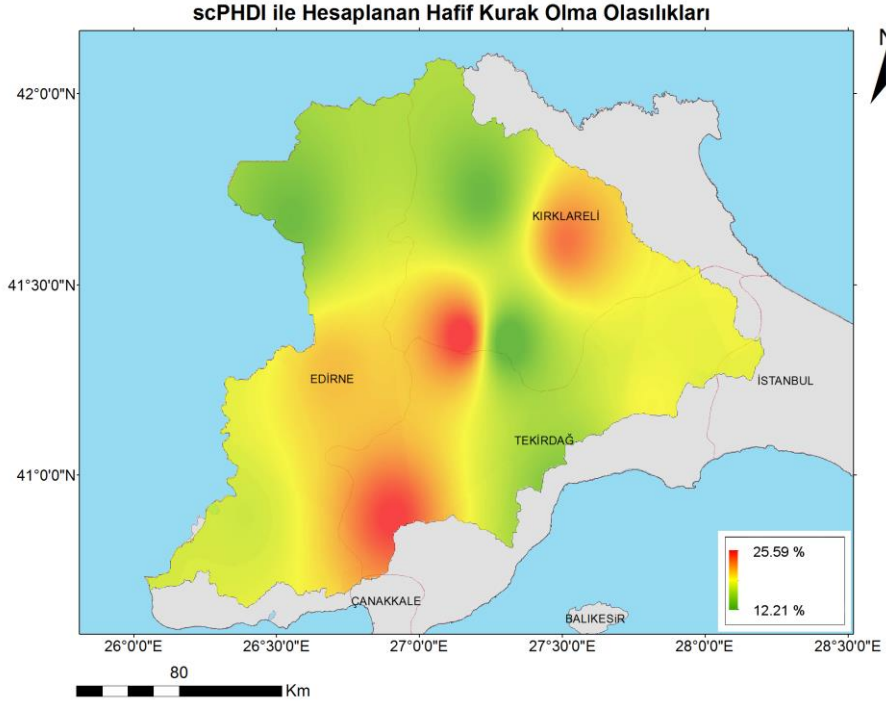 scPHDI ile Hesaplanan Hafif Kurak Olma Olasılıkları
N
42°0'0"N
41°30'0"N
41°0'0"N
KIRKLARELİ
EDİRNE
İSTANBUL
TEKİRDAĞ
ÇANAKKALE
BALIKESİR
25.59 %
12.21 %
26°0'0"E
26°30'0"E
27°0'0"E
27°30'0"E
28°0'0"E
28°30'0"E
80
Km